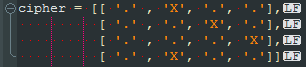 cipher = [['.', 'X', '.', '.'],LF
['.', '.', 'X', '.'],LF
['.', '.', '.', 'X'],LF
['.', 'X', '.', '.']]LF